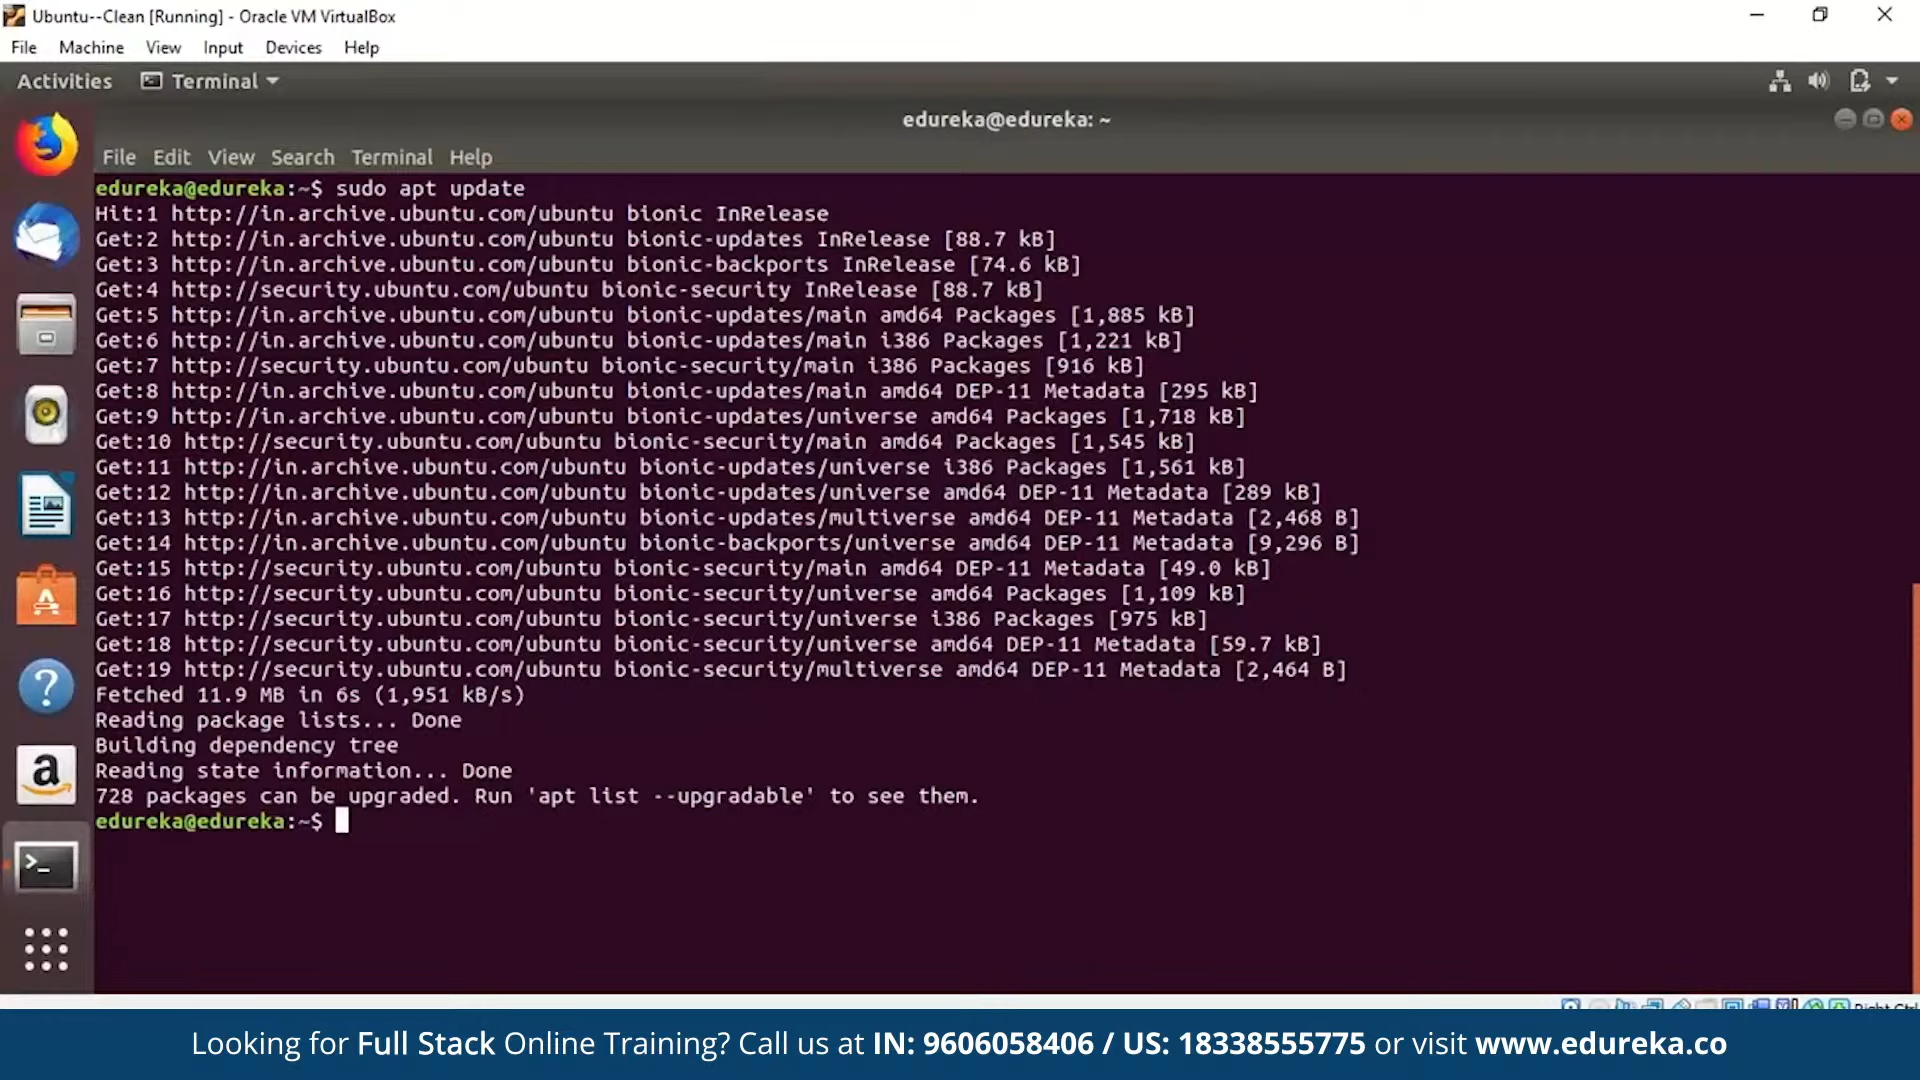 Ubuntu--Clean [Running] - Oracle VM VirtualBox
File Machine View Input Devices Help
Activities Terminal
edureka@edureka: ~
File Edit View Search Terminal Help
edureka@edureka:~$ sudo apt update
Hit:1 http://in.archive.ubuntu.com/ubuntu bionic InRelease
Get:2 http://in.archive.ubuntu.com/ubuntu bionic-updates InRelease [88.7 kB]
Get:3 http://in.archive.ubuntu.com/ubuntu bionic-backports InRelease [74.6 kB]
Get:4 http://security.ubuntu.com/ubuntu bionic-security InRelease [88.7 kB]
Get:5 http://in.archive.ubuntu.com/ubuntu bionic-updates/main amd64 Packages [1,885 kB]
Get:6 http://in.archive.ubuntu.com/ubuntu bionic-updates/main i386 Packages [1,221 kB]
Get:7 http://security.ubuntu.com/ubuntu bionic-security/main i386 Packages [916 kB]
Get:8 http://in.archive.ubuntu.com/ubuntu bionic-updates/main amd64 DEP-11 Metadata [295 kB]
Get:9 http://in.archive.ubuntu.com/ubuntu bionic-updates/universe amd64 Packages [1,718 kB]
Get:10 http://security.ubuntu.com/ubuntu bionic-security/main amd64 Packages [1,545 kB]
Get:11 http://in.archive.ubuntu.com/ubuntu bionic-updates/universe i386 Packages [1,561 kB]
Get:12 http://in.archive.ubuntu.com/ubuntu bionic-updates/universe amd64 DEP-11 Metadata [289 kB]
Get:13 http://in.archive.ubuntu.com/ubuntu bionic-updates/multiverse amd64 DEP-11 Metadata [2,468 B]
Get:14 http://in.archive.ubuntu.com/ubuntu bionic-backports/universe amd64 DEP-11 Metadata [9,296 B]
Get:15 http://security.ubuntu.com/ubuntu bionic-security/main amd64 DEP-11 Metadata [49.0 kB]
Get:16 http://security.ubuntu.com/ubuntu bionic-security/universe amd64 Packages [1,109 kB]
Get:17 http://security.ubuntu.com/ubuntu bionic-security/universe i386 Packages [975 kB]
Get:18 http://security.ubuntu.com/ubuntu bionic-security/universe amd64 DEP-11 Metadata [59.7 kB]
Get:19 http://security.ubuntu.com/ubuntu bionic-security/multiverse amd64 DEP-11 Metadata [2,464 B]
Fetched 11.9 MB in 6s (1,951 kB/s)
Reading package lists... Done
Building dependency tree
Reading state information... Done
728 packages can be upgraded. Run 'apt list --upgradable' to see them.
edureka@edureka:~$
Right Ctrl
Looking for Full Stack Online Training? Call us at IN: 9606058406 / US: 18338555775 or visit www.edureka.co